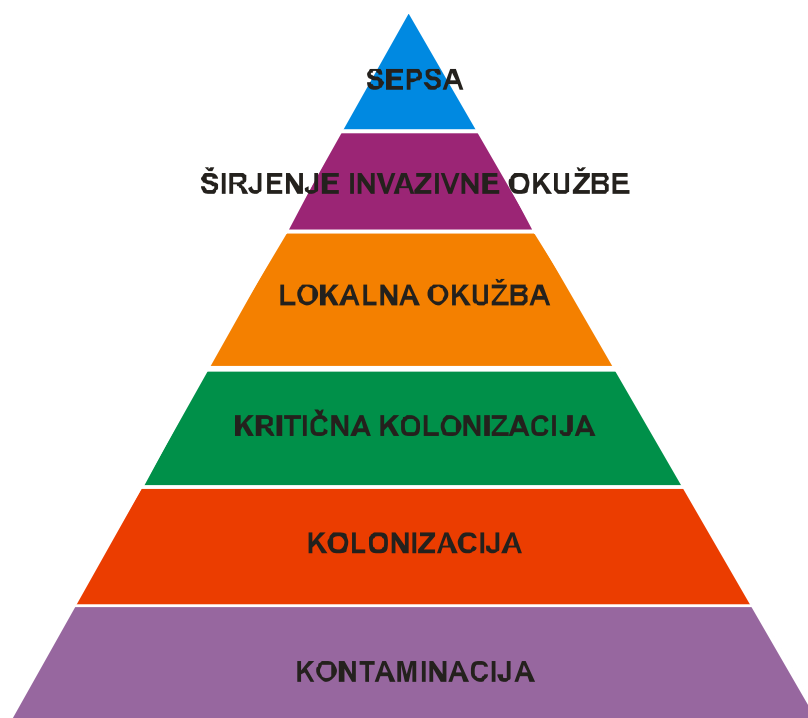 SEPSA
ŠIRJENJE INVAZIVNE OKUŽBE
LOKALNA OKUŽBA
KRITIČNA KOLONIZACIJA
KOLONIZACIJA
KONTAMINACIJA